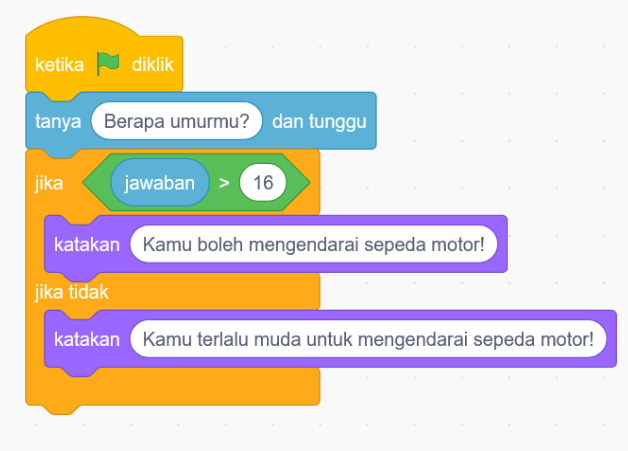 ketika diklik
tanya Berapa umurmu? dan tunggu
jika jawaban > 16
katakan Kamu boleh mengendarai sepeda motor!
jika tidak
katakan Kamu terlalu muda untuk mengendarai sepeda motor!